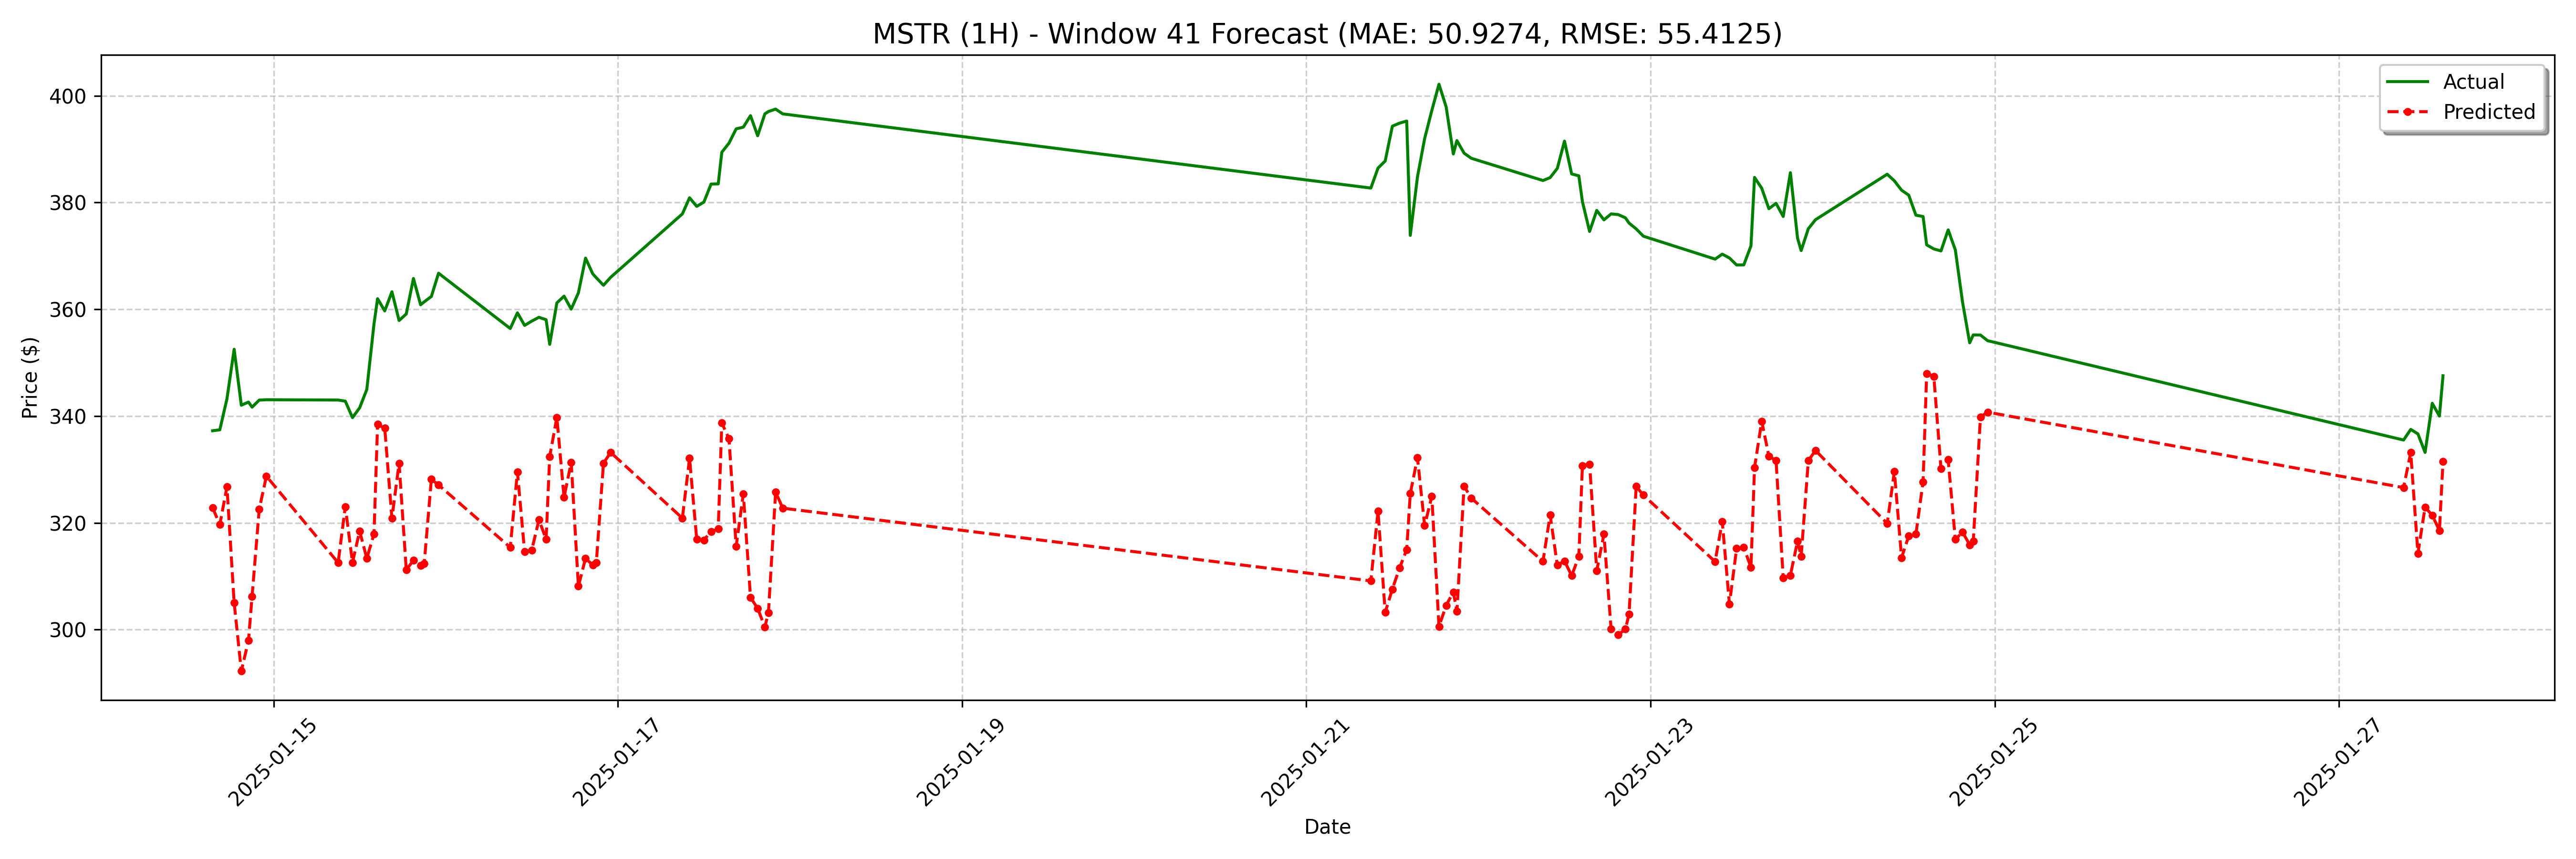 MSTR (1H) - Window 41 Forecast (MAE: 50.9274, RMSE: 55.4125)
Actual
Predicted
Price ($)
400
380
360
340
320
300
2025-01-15
2025-01-17
2025-01-19
2025-01-21
2025-01-23
2025-01-25
2025-01-27
Date